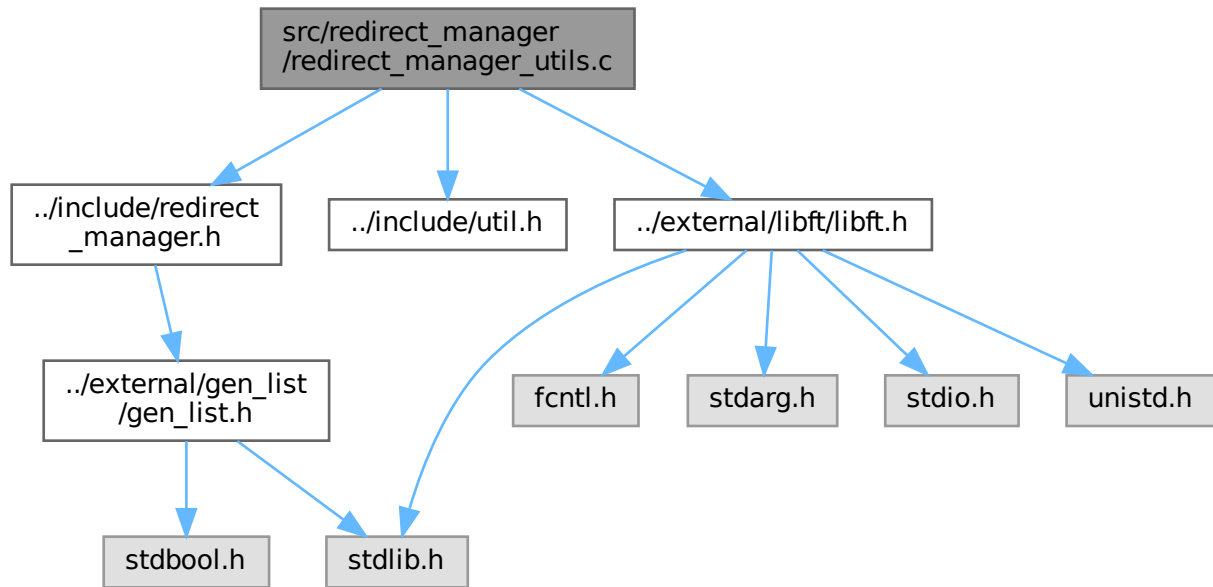 src/redirect_manager
/redirect_manager_utils.c
../include/redirect
_manager.h
../include/util.h
../external/libft/libft.h
../external/gen_list
/gen_list.h
fcntl.h
stdarg.h
stdio.h
unistd.h
stdbool.h
stdlib.h